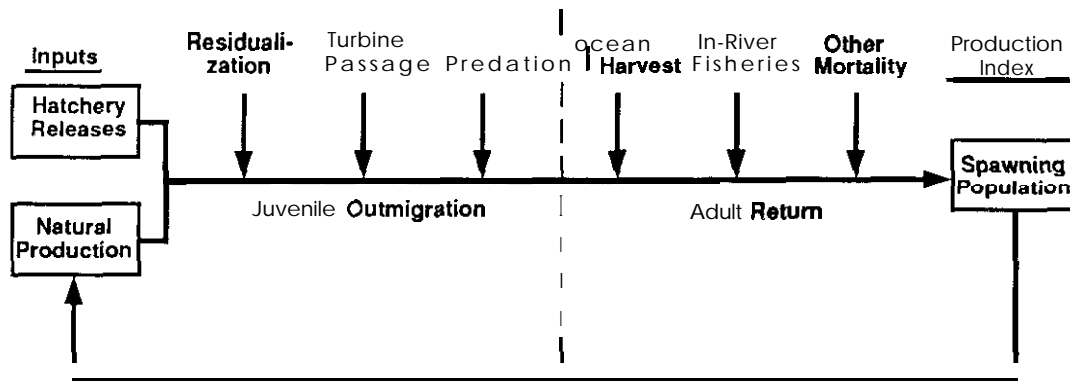 Inputs
Hatchery
Releases
Natural
Production
Residuali-
zation
Turbine
Passage
Predation
ocean
Harvest
In-River
Fisheries
Other
Mortality
Production
Index
Spawning
Population
Juvenile Outmigration
Adult Return